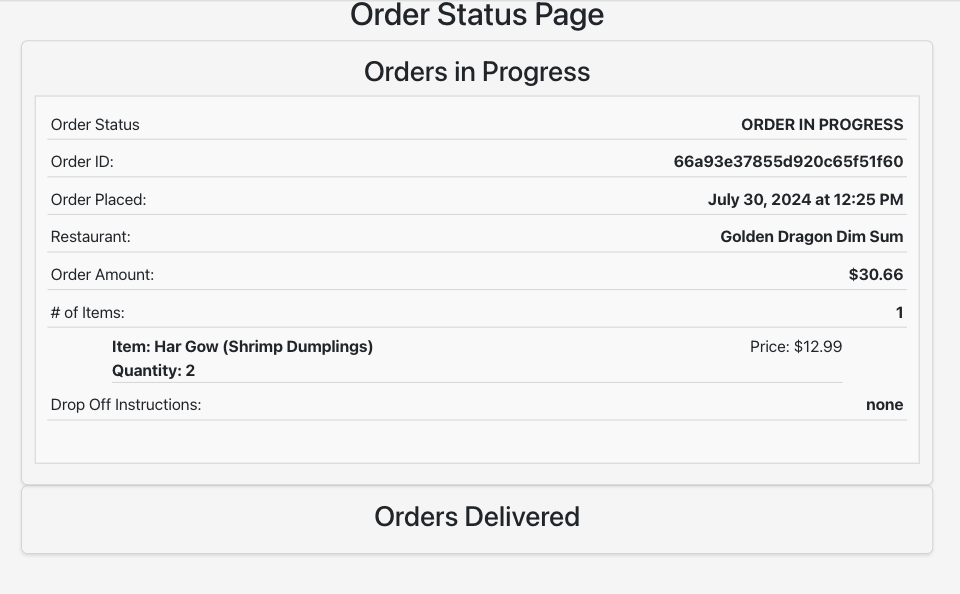 Order Status Page
Orders in Progress
Order Status ORDER IN PROGRESS
Order ID: 66a93e37855d920c65f51f60
Order Placed: July 30, 2024 at 12:25 PM
Restaurant: Golden Dragon Dim Sum
Order Amount: $30.66
# of Items: 1
Item: Har Gow (Shrimp Dumplings) Price: $12.99
Quantity: 2
Drop Off Instructions: none
Orders Delivered